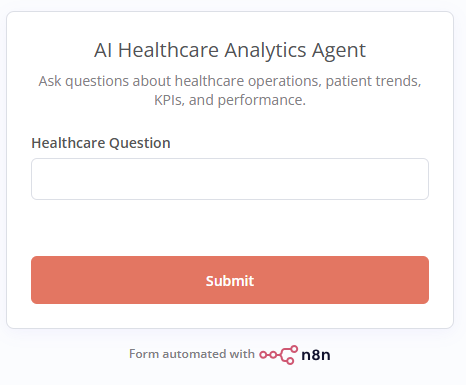 AI Healthcare Analytics Agent
Ask questions about healthcare operations, patient trends,
KPIs, and performance.
Healthcare Question
Submit
Form automated with n8n